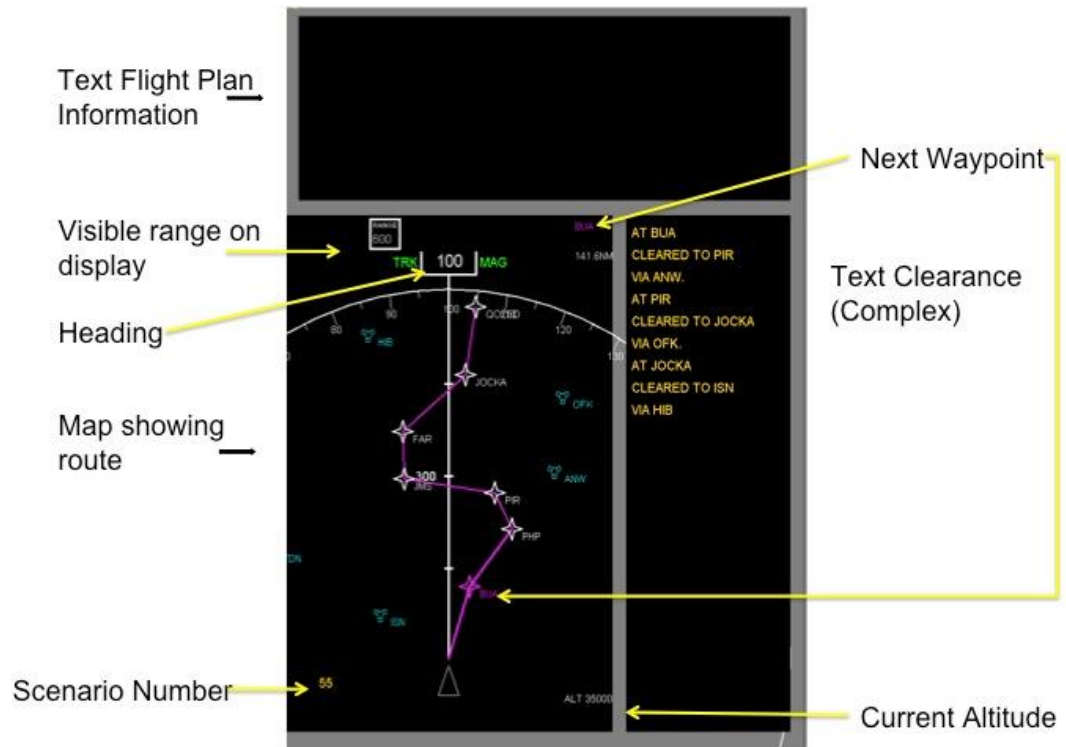 Text Flight Plan
Information
Next Waypoint
Visible range on
display
RANGE
600
BUA
141.6NM
TRK
100
MAG
AT BUA
CLEARED TO PIR
VIA ANW.
AT PIR
CLEARED TO JOCKA
VIA OFK.
AT JOCKA
CLEARED TO ISN
VIA HIB
Text Clearance
(Complex)
Heading
80
90
100
120
130
HIB
JOCKA
OFK
Map showing
route
FAR
300
JMS
ANW
PIR
PHP
BUA
ISN
Scenario Number
55
ALT 35000
Current Altitude